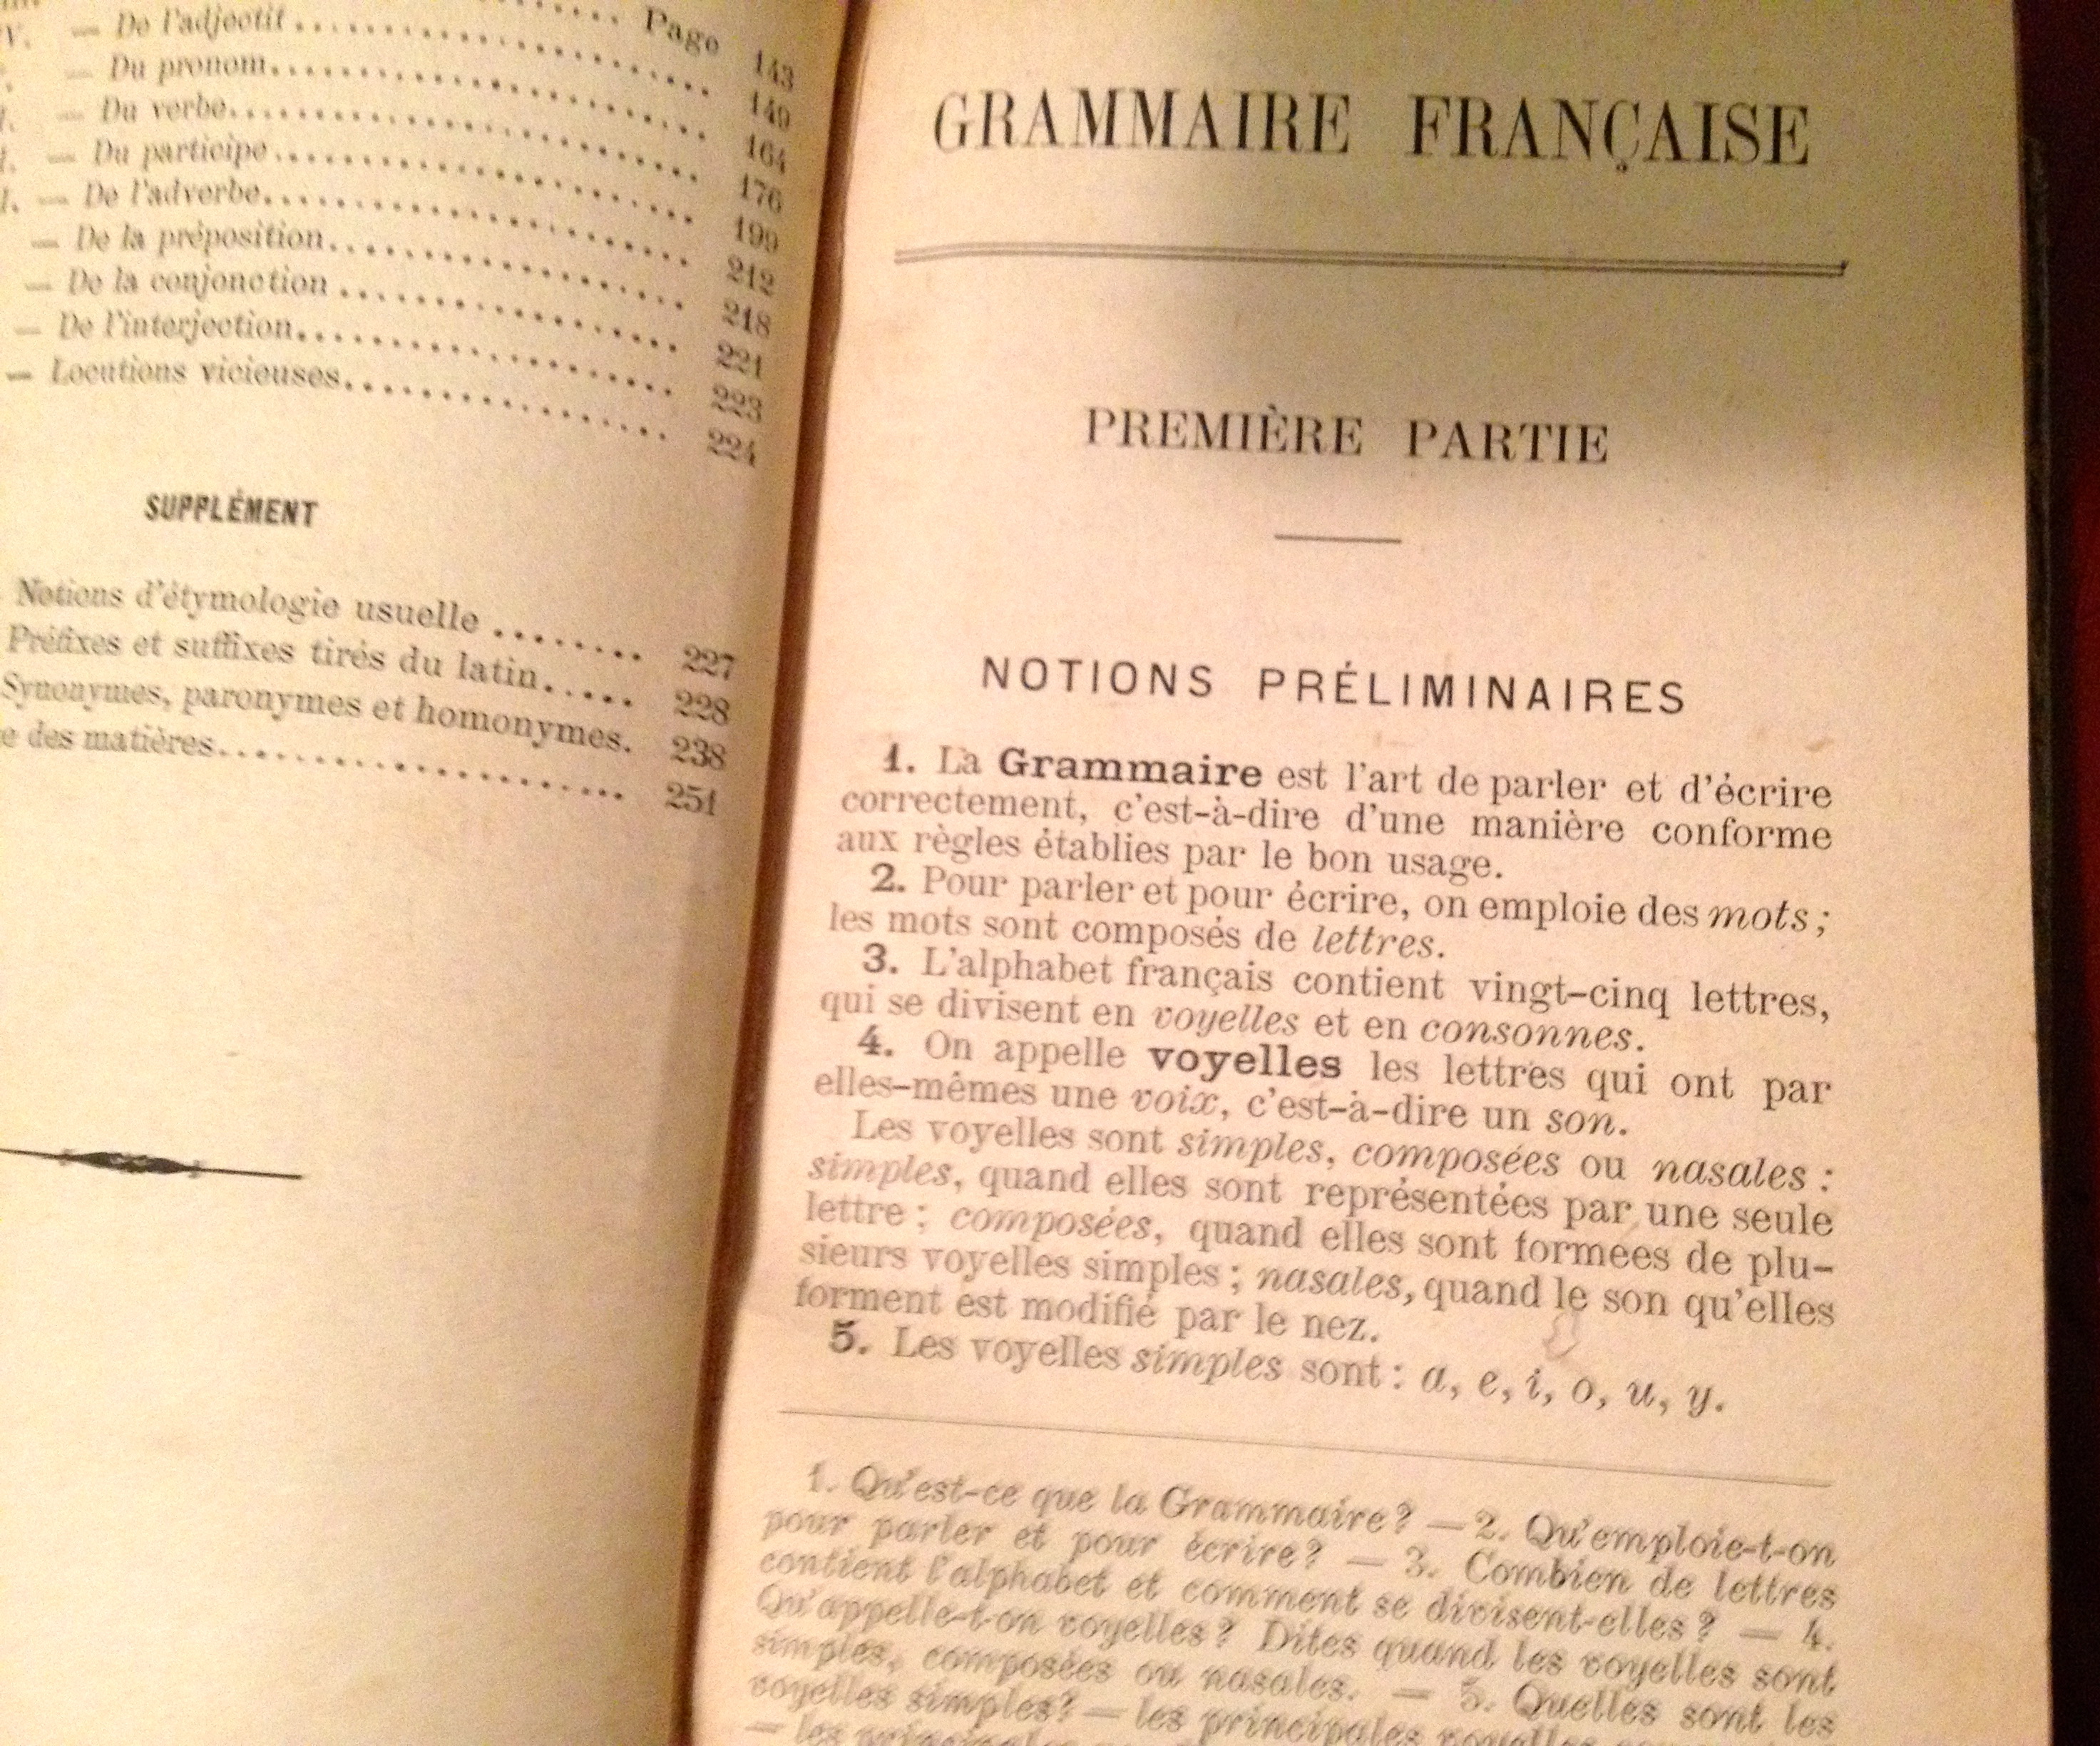 Page 143
De l'adjectif 149
Du pronom 164
Du verbe 176
Du participe 199
De l'adverbe 212
De la préposition 218
De la conjonction 221
De l'interjection 223
Locutions vicieuses 224
SUPPLÉMENT
Notions d'étymologie usuelle 227
Préfixes et suffixes tirés du latin 228
Synonymes, paronymes et homonymes. 238
des matières 251
GRAMMAIRE FRANÇAISE
PREMIÈRE PARTIE
NOTIONS PRÉLIMINAIRES
1. La Grammaire est l'art de parler et d'écrire
correctement, c'est-à-dire d'une manière conforme
aux règles établies par le bon usage.
2. Pour parler et pour écrire, on emploie des mots ;
les mots sont composés de lettres.
3. L'alphabet français contient vingt-cinq lettres,
qui se divisent en voyelles et en consonnes.
4. On appelle voyelles les lettres qui ont par
elles-mêmes une voix, c'est-à-dire un son.
Les voyelles sont simples, composées ou nasales :
simples, quand elles sont représentées par une seule
lettre ; composées, quand elles sont formees de plu-
sieurs voyelles simples ; nasales, quand le son qu'elles
forment est modifié par le nez.
5. Les voyelles simples sont : a, e, i, o, u, y.
1. Qu'est-ce que la Grammaire? — 2. Qu'emploie-t-on
pour parler et pour écrire? — 3. Combien de lettres
contient l'alphabet et comment se divisent-elles? — 4.
Qu'appelle-t-on voyelles? Dites quand les voyelles sont
simples, composées ou nasales. — 5. Quelles sont les
voyelles simples? — les principales voyelles
— les principales